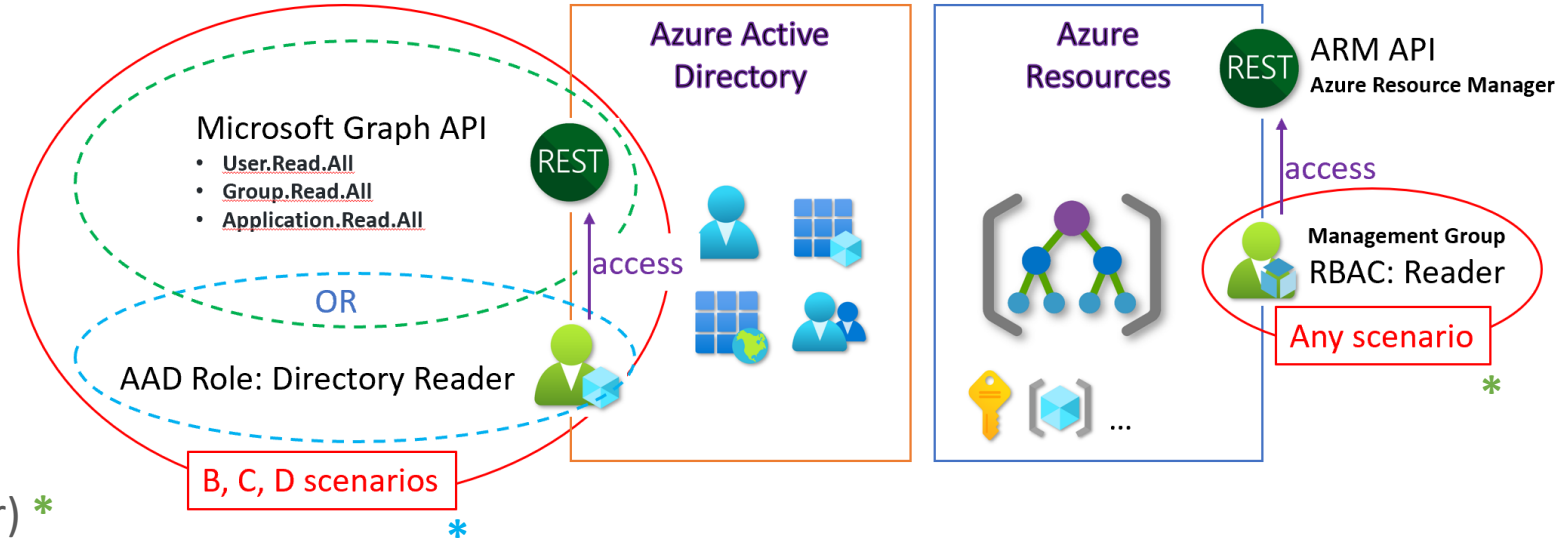 Microsoft Graph API
• User.Read.All
• Group.Read.All
• Application.Read.All
REST
access
OR
AAD Role: Directory Reader
B, C, D scenarios
r) *
*
Azure Active
Directory
Azure
Resources
...
REST
ARM API
Azure Resource Manager
access
Management Group
RBAC: Reader
Any scenario
*